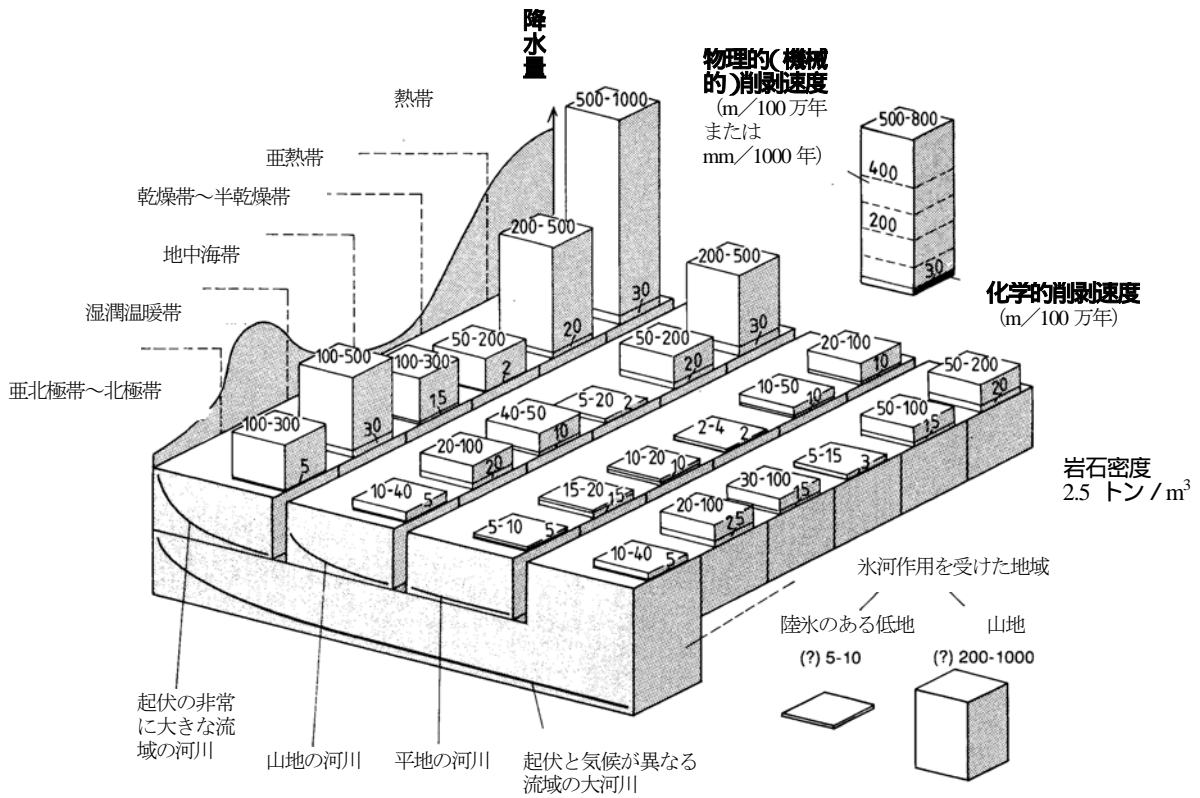 降水量
物理的(機械
的)削剥速度
(m/100 万年
または
mm/1000 年)
熱帯
亜熱帯
乾燥帯~半乾燥帯
地中海帯
湿潤温暖帯
亜北極帯~北極帯
500-800
400
200
30
化学的削剥速度
(m/100 万年)
500-1000
30
200-500
20
50-200
2
100-300
15
100-500
30
100-300
5
200-500
30
50-200
20
5-20
2
40-50
10
20-100
20
10-40
5
20-100
10
10-50
10
2-4
2
10-20
10
15-20
15
5-10
5
50-200
20
50-100
15
5-15
3
30-100
15
20-100
25
10-40
5
岩石密度
2.5 トン/m³
氷河作用を受けた地域
陸氷のある低地
山地
(?) 5-10
(?) 200-1000
起伏の非常
に大きな流
域の河川
山地の河川
平地の河川
起伏と気候が異なる
流域の大河川